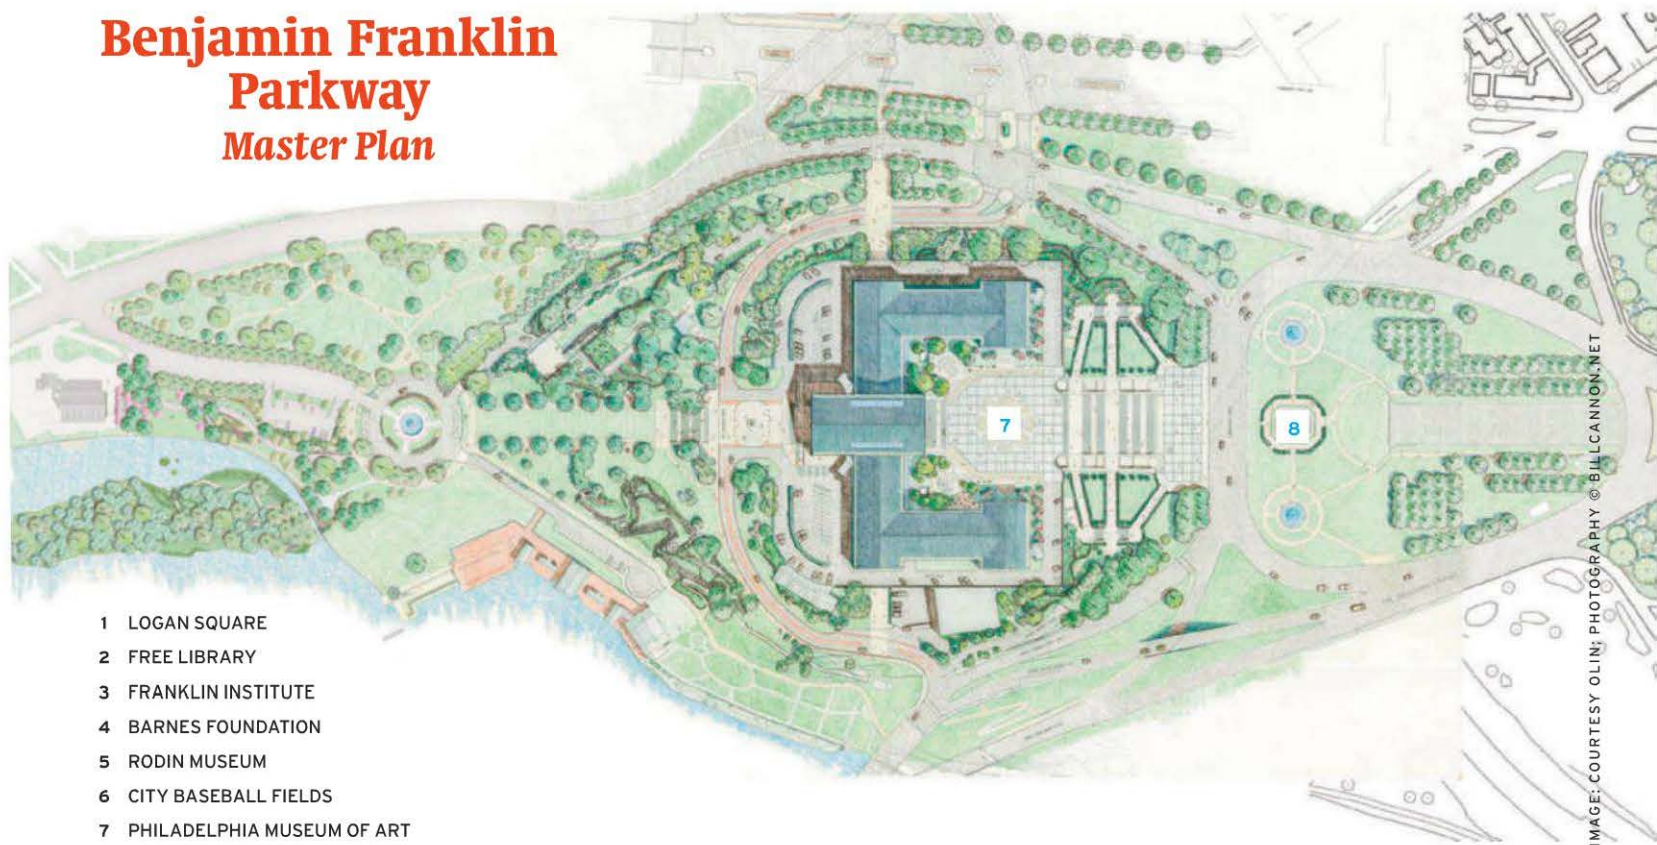 Benjamin Franklin
Parkway
Master Plan
7
8
1 LOGAN SQUARE
2 FREE LIBRARY
3 FRANKLIN INSTITUTE
4 BARNES FOUNDATION
5 RODIN MUSEUM
6 CITY BASEBALL FIELDS
7 PHILADELPHIA MUSEUM OF ART
IMAGE: COURTESY OLIN; PHOTOGRAPHY © BILLCANNON.NET